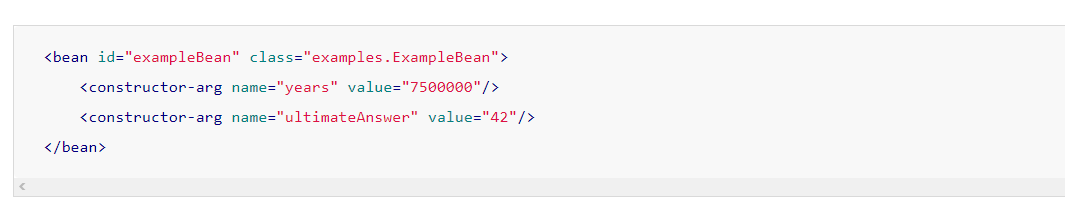 <bean id="exampleBean" class="examples.ExampleBean">
    <constructor-arg name="years" value="7500000"/>
    <constructor-arg name="ultimateAnswer" value="42"/>
</bean>